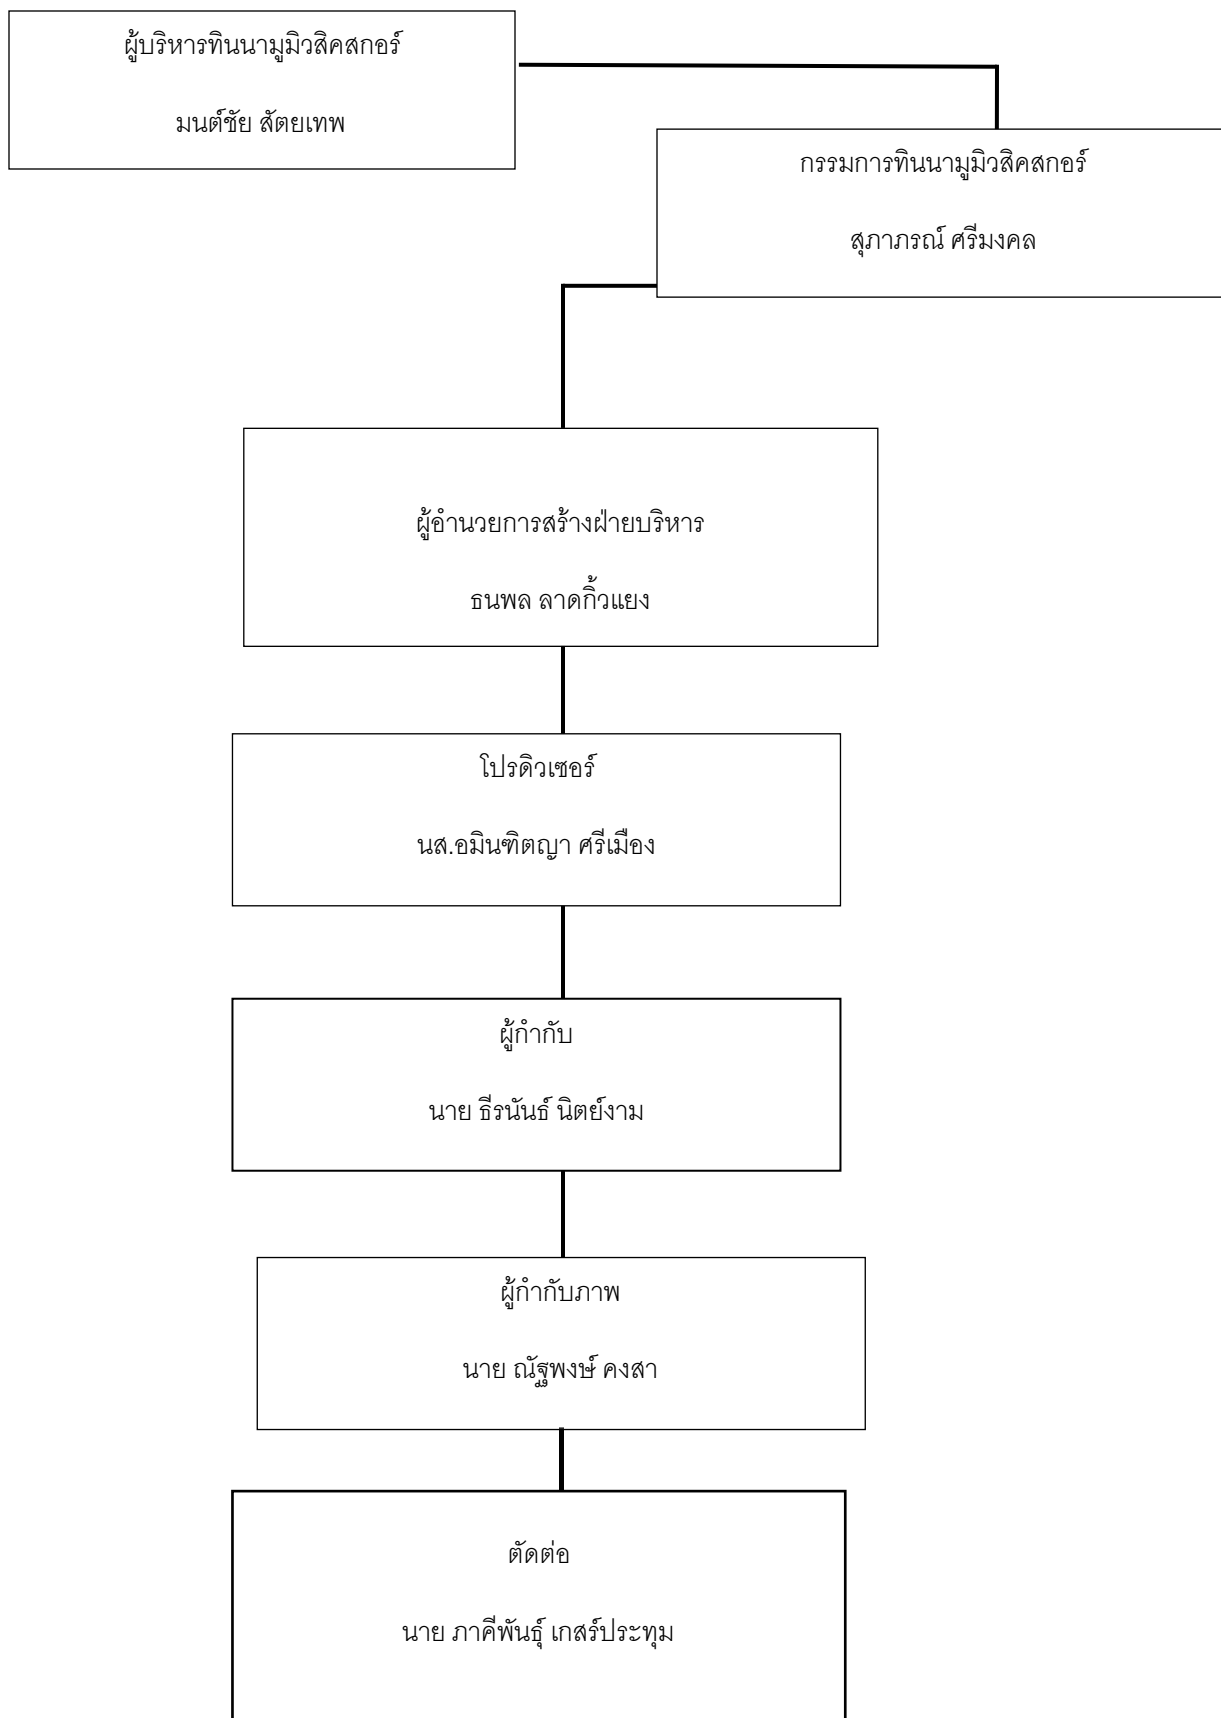 ผู้บริหารทินนามูมิวสิคสกอร์
มนต์ชัย สัตยเทพ
กรรมการทินนามูมิวสิคสกอร์
สุภาภรณ์ ศรีมงคล
ผู้อำนวยการสร้างฝ่ายบริหาร
ธนพล ลาดกิ้วแยง
โปรดิวเซอร์
นส.อมินฑิตญา ศรีเมือง
ผู้กำกับ
นาย ธีรนันธ์ นิตย์งาม
ผู้กำกับภาพ
นาย ณัฐพงษ์ คงสา
ตัดต่อ
นาย ภาคีพันธุ์ เกสร์ประทุม